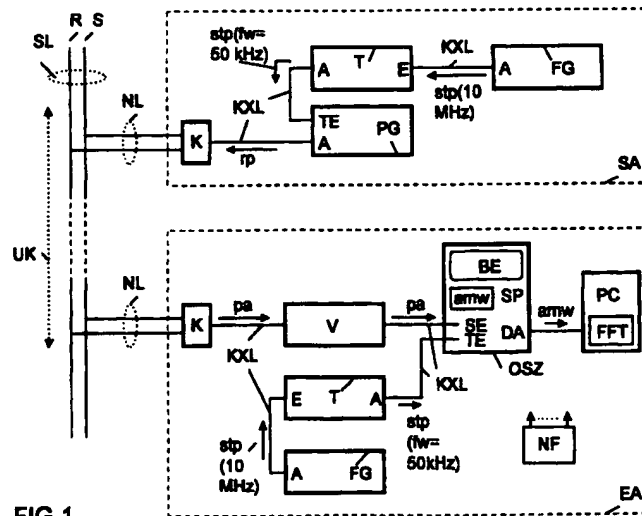 R S
SL
NL
UK
NL
stp(fw=
50 kHz)
A
T
E
KXL
A
FG
stp(10
MHz)
KXL
TE
A
PG
K
rp
SA
K
pa
V
pa
KXL
KXL
BE
amw
SP
SE
TE
DA
OSZ
amw
PC
FFT
E
T
A
stp
(fw=
50kHz)
stp
(10
MHz)
A
FG
NF
EA
FIG 1